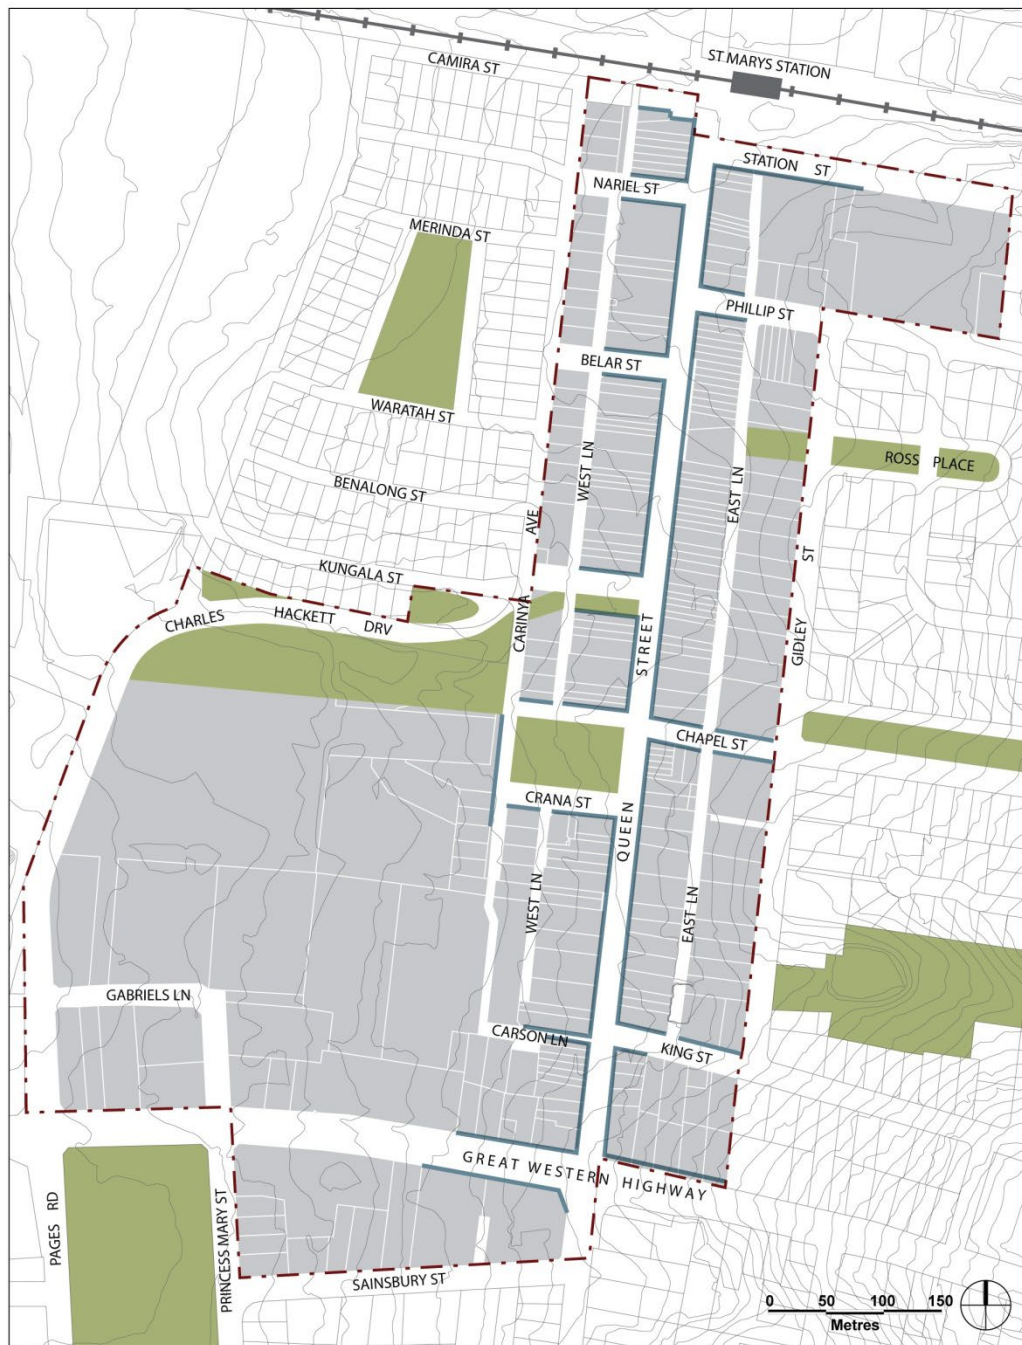 CAMIRA ST
ST MARYS STATION
STATION ST
NARIEL ST
MERINDA ST
PHILLIP ST
BELAR ST
WARATAH ST
WEST LN
EAST LN
ROSS PLACE
BENALONG ST
AVE
ST
KUNGALA ST
CHARLES HACKETT DRV
CARINYA
STREET
GIDLEY
CHAPEL ST
CRANA ST
QUEEN
WEST LN
EAST LN
GABRIELS LN
CARSON LN
KING ST
GREAT WESTERN HIGHWAY
PAGES RD
PRINCESS MARY ST
SAINSBURY ST
0 50 100 150
Metres